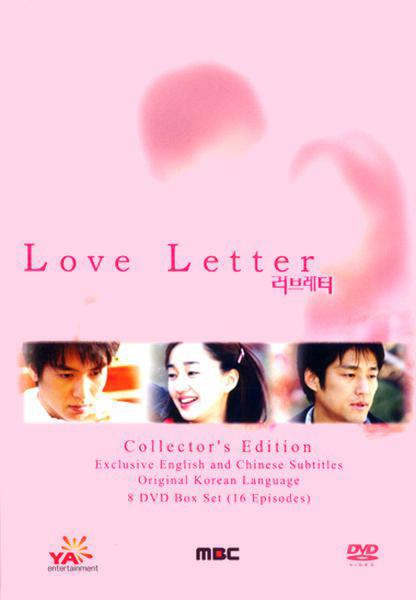 Love Letter
러브레터
Collector's Edition
Exclusive English and Chinese Subtitles
Original Korean Language
8 DVD Box Set (16 Episodes)
YA
entertainment
MBC
DVD
VIDEO